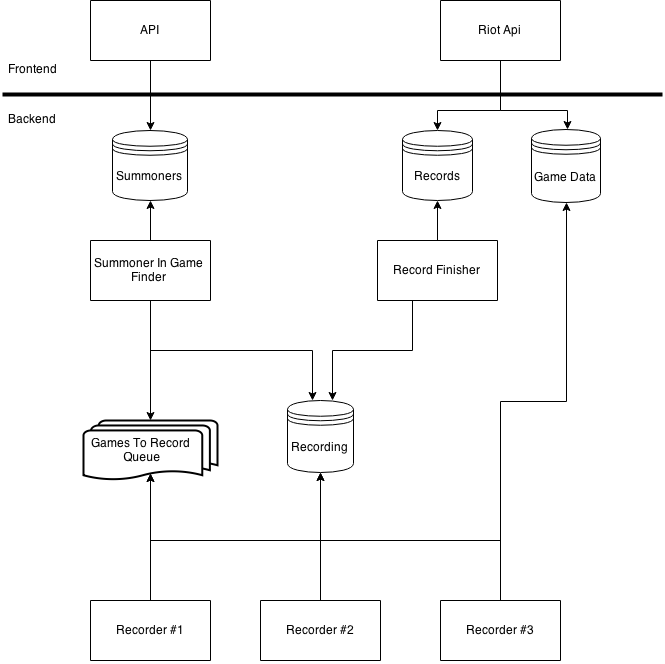 API
Riot Api
Frontend
Backend
Summoners
Records
Game Data
Summoner In Game
Finder
Record Finisher
Games To Record
Queue
Recording
Recorder #1
Recorder #2
Recorder #3